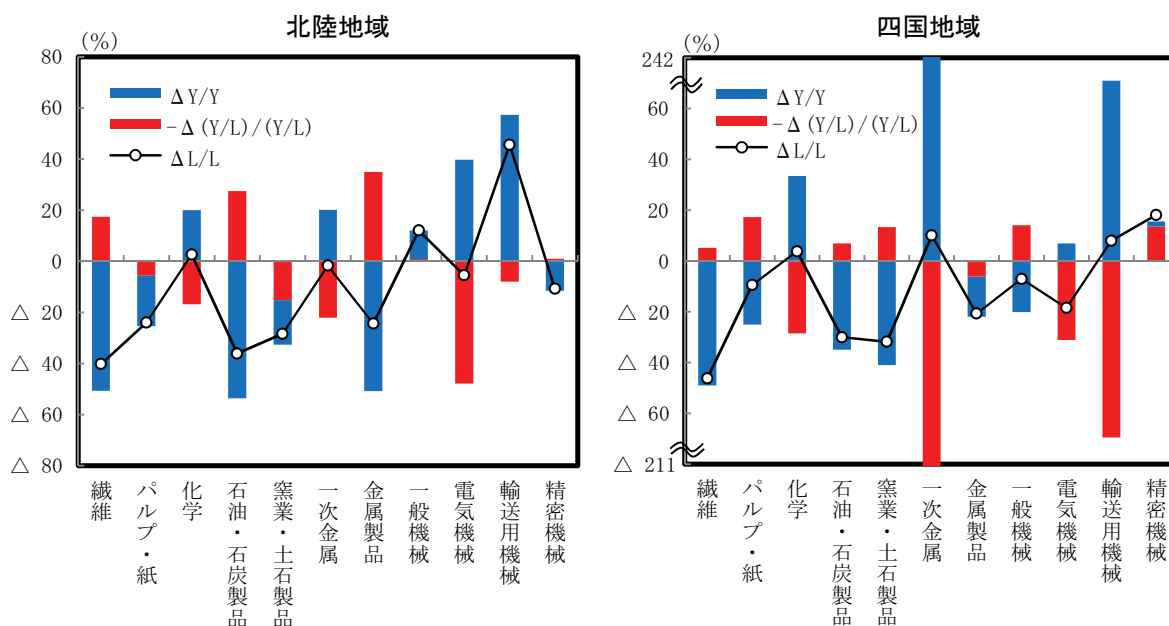 北陸地域
(%)
80
60
40
20
0
△ 20
△ 40
△ 60
△ 80
ΔY/Y
-Δ(Y/L)/(Y/L)
ΔL/L
繊維
パルプ・紙
化学
石油・石炭製品
窯業・土石製品
一次金属
金属製品
一般機械
電気機械
輸送用機械
精密機械
四国地域
(%)
242
60
40
20
0
△ 20
△ 40
△ 60
△ 211
ΔY/Y
-Δ(Y/L)/(Y/L)
ΔL/L
繊維
パルプ・紙
化学
石油・石炭製品
窯業・土石製品
一次金属
金属製品
一般機械
電気機械
輸送用機械
精密機械